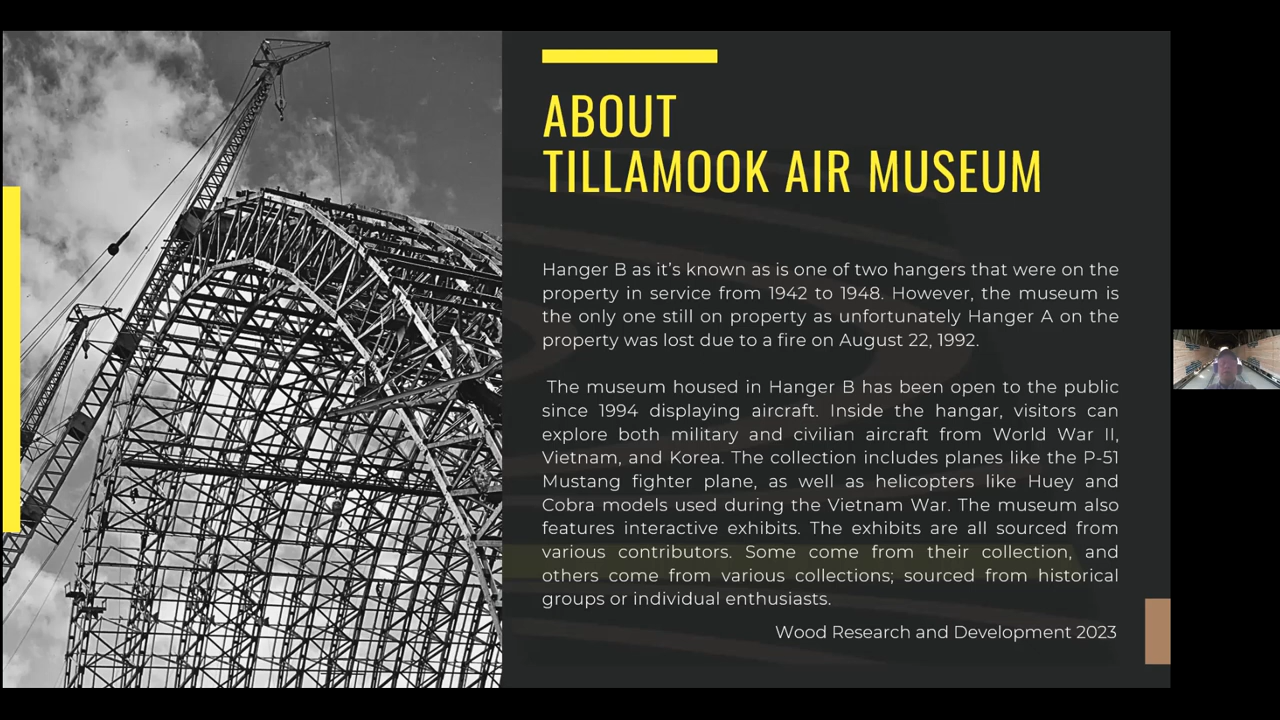 ABOUT
TILLAMOOK AIR MUSEUM
Hanger B as it's known as is one of two hangers that were on the
property in service from 1942 to 1948. However, the museum is
the only one still on property as unfortunately Hanger A on the
property was lost due to a fire on August 22, 1992.
The museum housed in Hanger B has been open to the public
since 1994 displaying aircraft. Inside the hangar, visitors can
explore both military and civilian aircraft from World War II,
Vietnam, and Korea. The collection includes planes like the P-51
Mustang fighter plane, as well as helicopters like Huey and
Cobra models used during the Vietnam War. The museum also
features interactive exhibits. The exhibits are all sourced from
various contributors. Some come from their collection, and
others come from various collections; sourced from historical
groups or individual enthusiasts.
Wood Research and Development 2023